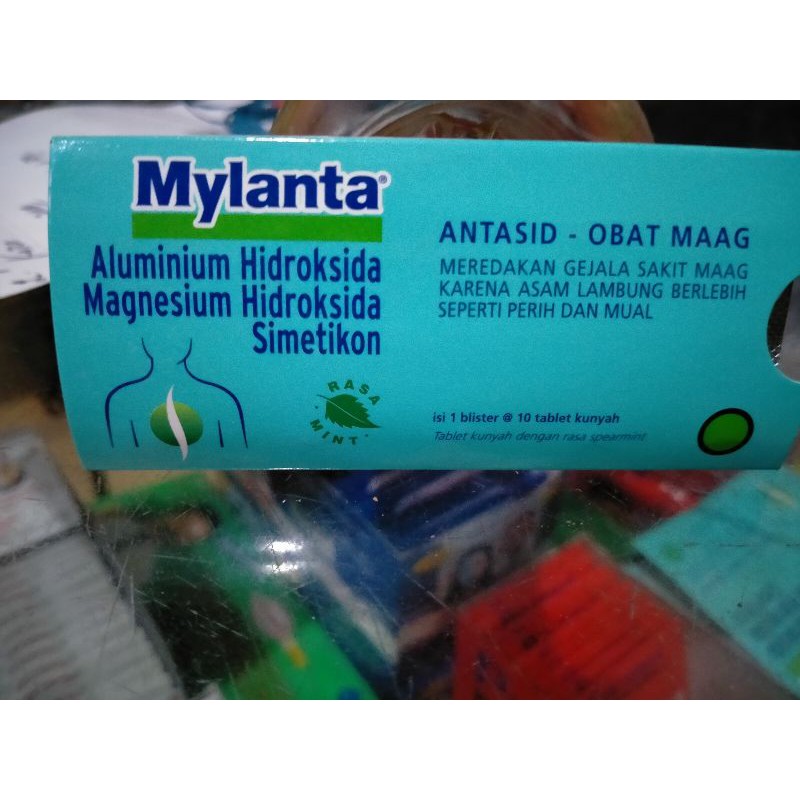 Mylanta®
Aluminium Hidroksida
Magnesium Hidroksida
Simetikon
RASA
MINT
ANTASID - OBAT MAAG
MEREDAKAN GEJALA SAKIT MAAG
KARENA ASAM LAMBUNG BERLEBIH
SEPERTI PERIH DAN MUAL
isi 1 blister @ 10 tablet kunyah
Tablet kunyah dengan rasa spearmint